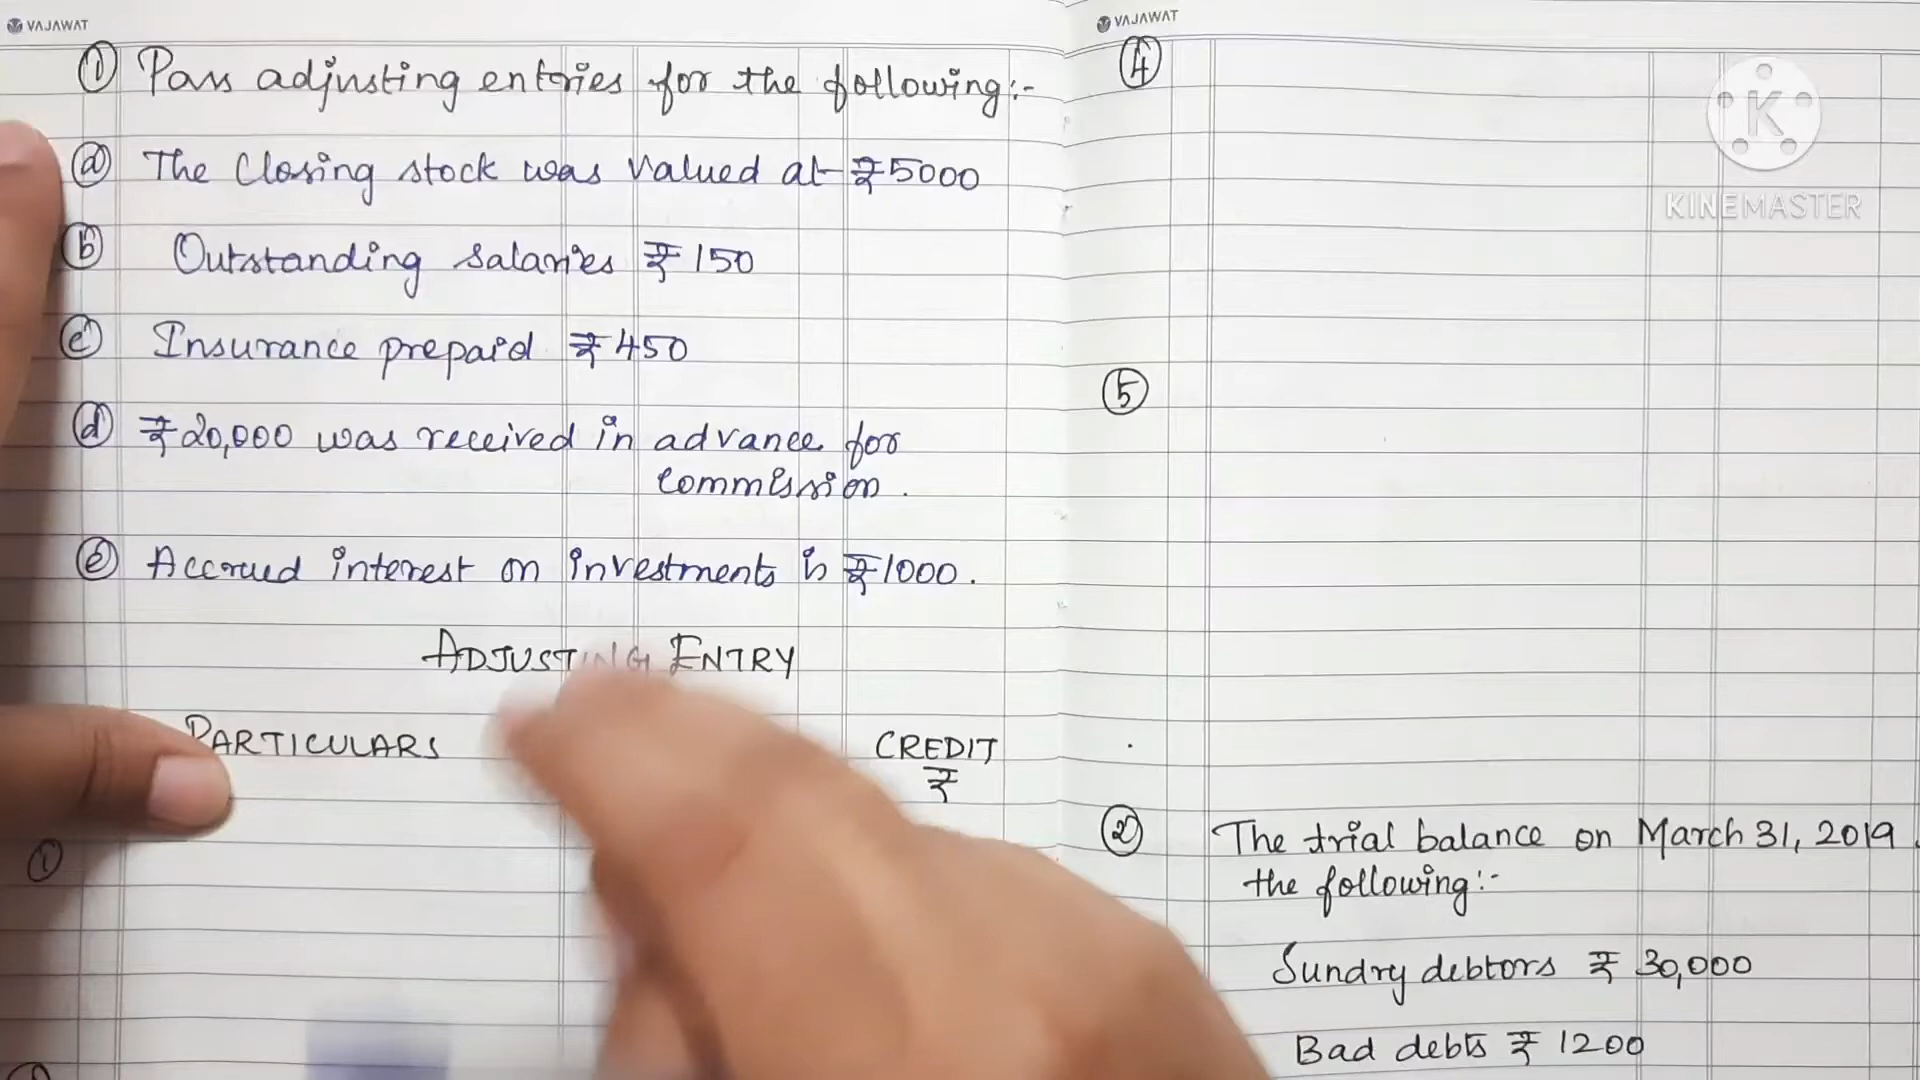 VAJAWAT
① Pass adjusting entries for the following:-
ⓐ The Closing stock was valued at ₹5000
ⓑ Outstanding salaries ₹150
ⓒ Insurance prepaid ₹450
ⓓ ₹20,000 was received in advance for
commission.
ⓔ Accrued interest on investments is ₹1000.
ADJUSTING ENTRY
PARTICULARS CREDIT
₹
①
VAJAWAT
④
K
KINEMASTER
⑤
② The trial balance on March 31, 2019
the following:-
Sundry debtors ₹ 30,000
Bad debts ₹ 1200